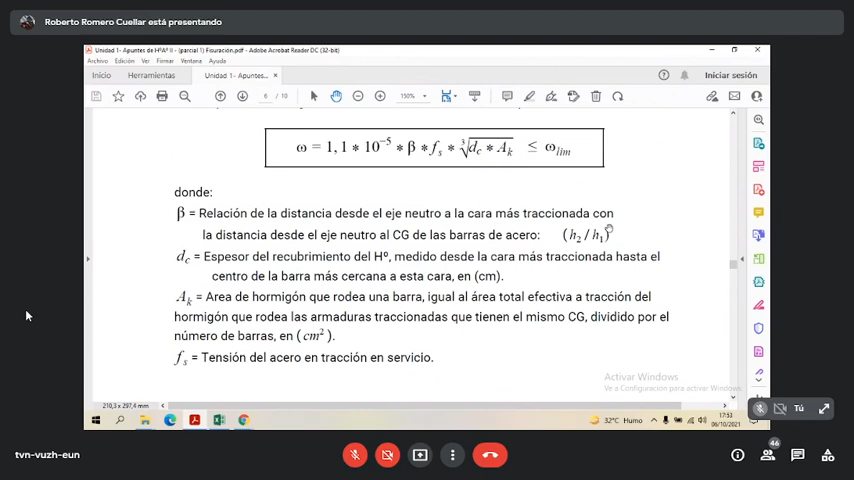 Roberto Romero Cuellar está presentando
Unidad 1- Apuntes de HºAº II - (parcial 1) Fisuración.pdf - Adobe Acrobat Reader DC (32-bit)
Archivo Edición Ver Firmar Ventana Ayuda
Inicio Herramientas Unidad 1- Apuntes... × Iniciar sesión
6 / 10 150%
ω = 1, 1 * 10⁻⁵ * β * f_s * ∛(d_c * A_k) ≤ ω_lím
donde:
β = Relación de la distancia desde el eje neutro a la cara más traccionada con
la distancia desde el eje neutro al CG de las barras de acero: (h₂ / h₁)
d_c = Espesor del recubrimiento del Hº, medido desde la cara más traccionada hasta el
centro de la barra más cercana a esta cara, en (cm).
A_k = Area de hormigón que rodea una barra, igual al área total efectiva a tracción del
hormigón que rodea las armaduras traccionadas que tienen el mismo CG, dividido por el
número de barras, en (cm²).
f_s = Tensión del acero en tracción en servicio.
Activar Windows
Ve a Configuración para activar Windows.
210,3 x 297,4 mm
Tú
32°C Humo
17:53
06/10/2021
tvn-vuzh-eun
46